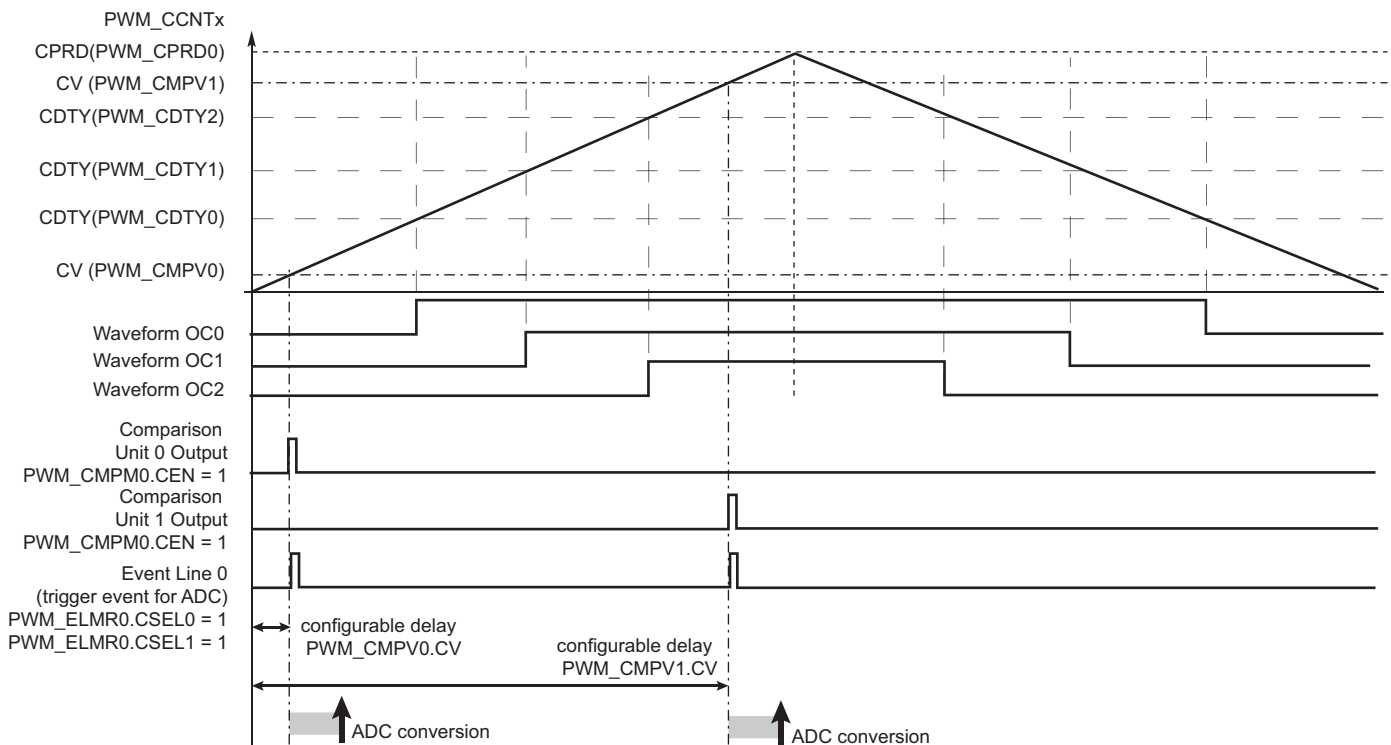 PWM_CCNTx
CPRD(PWM_CPRD0)
CV (PWM_CMPV1)
CDTY(PWM_CDTY2)
CDTY(PWM_CDTY1)
CDTY(PWM_CDTY0)
CV (PWM_CMPV0)
Waveform OC0
Waveform OC1
Waveform OC2
Comparison
Unit 0 Output
PWM_CMPM0.CEN = 1
Comparison
Unit 1 Output
PWM_CMPM0.CEN = 1
Event Line 0
(trigger event for ADC)
PWM_ELMR0.CSEL0 = 1
PWM_ELMR0.CSEL1 = 1
configurable delay
PWM_CMPV0.CV
configurable delay
PWM_CMPV1.CV
ADC conversion
ADC conversion